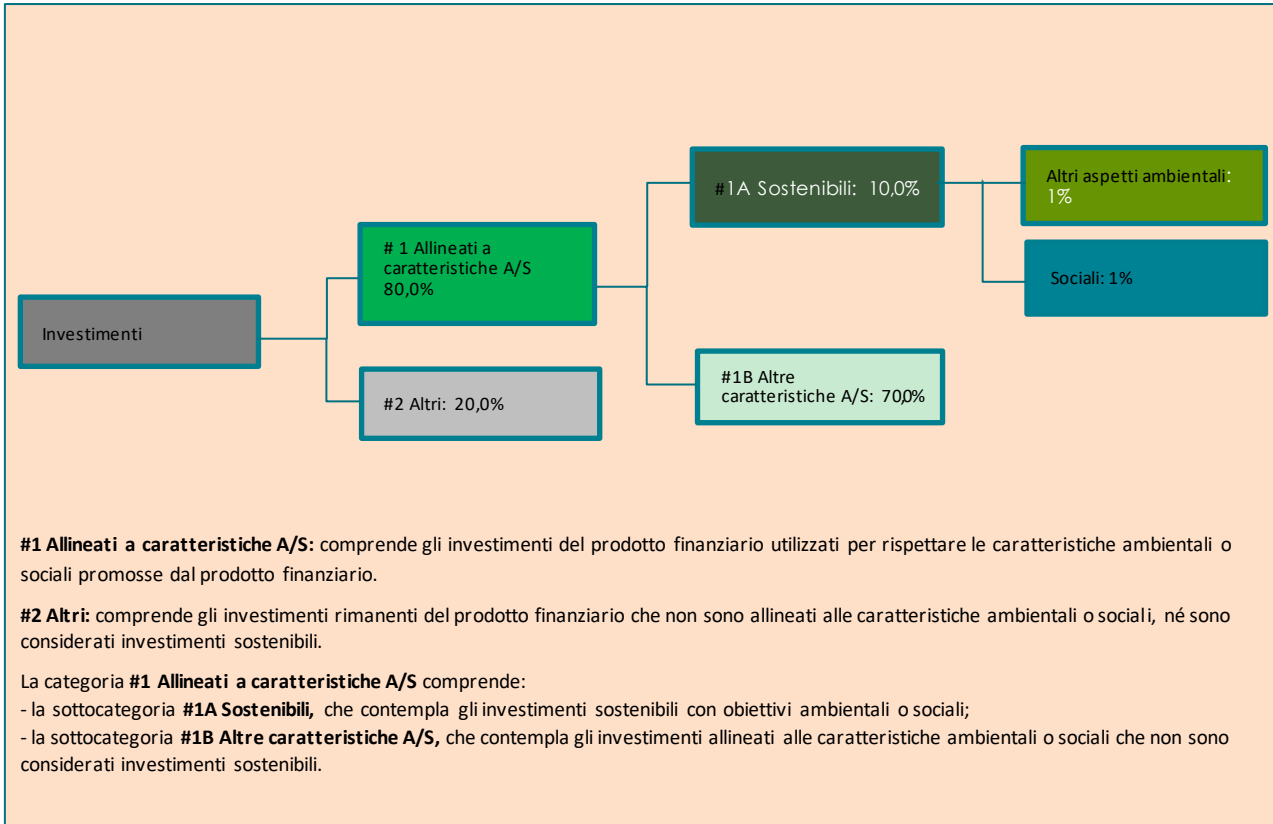 #1A Sostenibili: 10,0%
Altri aspetti ambientali:
1%
# 1 Allineati a
caratteristiche A/S
80,0%
Sociali: 1%
Investimenti
#1B Altre
caratteristiche A/S: 70,0%
#2 Altri: 20,0%
#1 Allineati a caratteristiche A/S: comprende gli investimenti del prodotto finanziario utilizzati per rispettare le caratteristiche ambientali o
sociali promosse dal prodotto finanziario.
#2 Altri: comprende gli investimenti rimanenti del prodotto finanziario che non sono allineati alle caratteristiche ambientali o sociali, né sono
considerati investimenti sostenibili.
La categoria #1 Allineati a caratteristiche A/S comprende:
- la sottocategoria #1A Sostenibili, che contempla gli investimenti sostenibili con obiettivi ambientali o sociali;
- la sottocategoria #1B Altre caratteristiche A/S, che contempla gli investimenti allineati alle caratteristiche ambientali o sociali che non sono
considerati investimenti sostenibili.